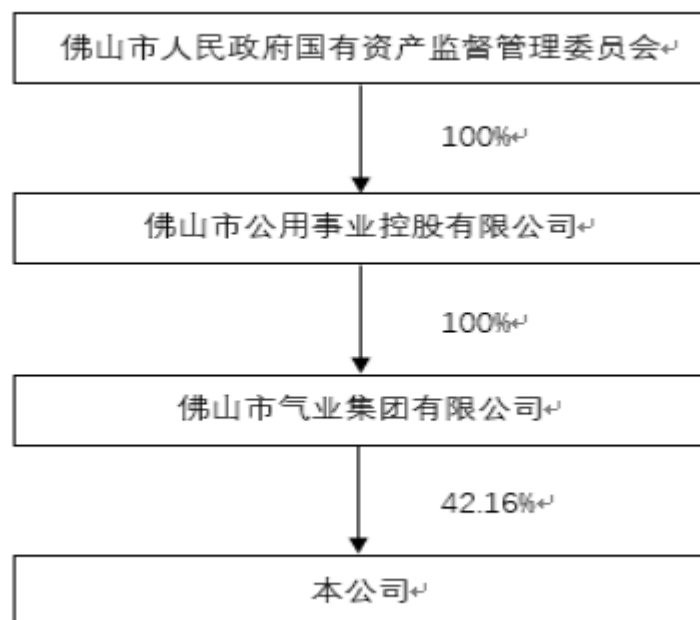 佛山市人民政府国有资产监督管理委员会↵
100%↵
佛山市公用事业控股有限公司↵
100%↵
佛山市气业集团有限公司↵
42.16%↵
本公司↵